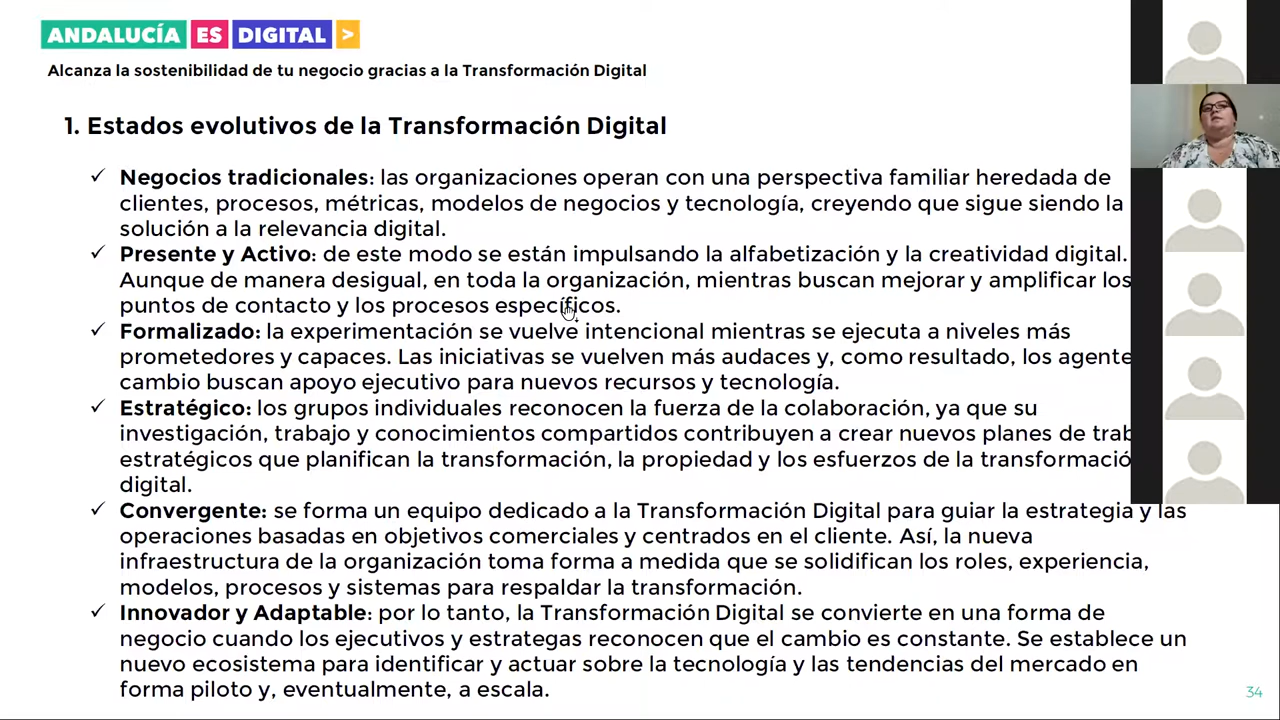 ANDALUCÍA ES DIGITAL >
Alcanza la sostenibilidad de tu negocio gracias a la Transformación Digital
1. Estados evolutivos de la Transformación Digital
✓ Negocios tradicionales: las organizaciones operan con una perspectiva familiar heredada de
clientes, procesos, métricas, modelos de negocios y tecnología, creyendo que sigue siendo la
solución a la relevancia digital.
✓ Presente y Activo: de este modo se están impulsando la alfabetización y la creatividad digital.
Aunque de manera desigual, en toda la organización, mientras buscan mejorar y amplificar los
puntos de contacto y los procesos específicos.
✓ Formalizado: la experimentación se vuelve intencional mientras se ejecuta a niveles más
prometedores y capaces. Las iniciativas se vuelven más audaces y, como resultado, los agente
cambio buscan apoyo ejecutivo para nuevos recursos y tecnología.
✓ Estratégico: los grupos individuales reconocen la fuerza de la colaboración, ya que su
investigación, trabajo y conocimientos compartidos contribuyen a crear nuevos planes de trab
estratégicos que planifican la transformación, la propiedad y los esfuerzos de la transformació
digital.
✓ Convergente: se forma un equipo dedicado a la Transformación Digital para guiar la estrategia y las
operaciones basadas en objetivos comerciales y centrados en el cliente. Así, la nueva
infraestructura de la organización toma forma a medida que se solidifican los roles, experiencia,
modelos, procesos y sistemas para respaldar la transformación.
✓ Innovador y Adaptable: por lo tanto, la Transformación Digital se convierte en una forma de
negocio cuando los ejecutivos y estrategas reconocen que el cambio es constante. Se establece un
nuevo ecosistema para identificar y actuar sobre la tecnología y las tendencias del mercado en
forma piloto y, eventualmente, a escala.
34